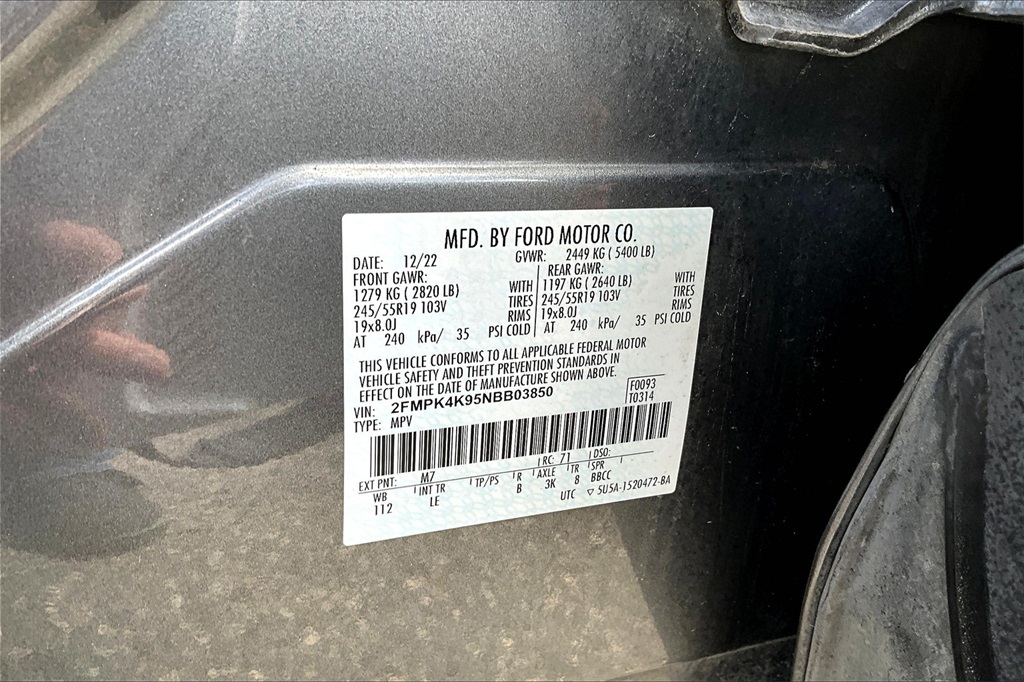 MFD. BY FORD MOTOR CO.
DATE: 12/22 GVWR: 2449 KG ( 5400 LB)
FRONT GAWR: REAR GAWR:
1279 KG ( 2820 LB) WITH 1197 KG ( 2640 LB) WITH
245/55R19 103V TIRES 245/55R19 103V TIRES
19x8.0J RIMS 19x8.0J RIMS
AT 240 kPa/ 35 PSI COLD AT 240 kPa/ 35 PSI COLD
THIS VEHICLE CONFORMS TO ALL APPLICABLE FEDERAL MOTOR
VEHICLE SAFETY AND THEFT PREVENTION STANDARDS IN
EFFECT ON THE DATE OF MANUFACTURE SHOWN ABOVE.
VIN: 2FMPK4K95NBB03850 F0093
TYPE: MPV T0314
EXT PNT: M7 RC: 71 DSO:
WB INT TR TP/PS R AXLE TR SPR
112 LE B 3K 8 BBCC
UTC ▽ 5U5A-1520472-BA